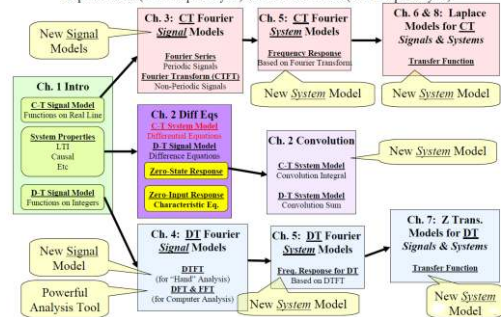 New Signal
Models
Ch. 3: CT Fourier
Signal Models
Fourier Series
Periodic Signals
Fourier Transform (CTFT)
Non-Periodic Signals
Ch. 5: CT Fourier
System Models
Frequency Response
Based on Fourier Transform
New System Model
Ch. 6 & 8: Laplace
Models for CT
Signals & Systems
Transfer Function
New System Model
Ch. 1 Intro
C-T Signal Model
Functions on Real Line
System Properties
LTI
Causal
Etc
D-T Signal Model
Functions on Integers
Ch. 2 Diff Eqs
C-T System Model
Differential Equations
D-T Signal Model
Difference Equations
Zero-State Response
Zero-Input Response
Characteristic Eq.
Ch. 2 Convolution
C-T System Model
Convolution Integral
D-T System Model
Convolution Sum
New System Model
New Signal
Model
Powerful
Analysis Tool
Ch. 4: DT Fourier
Signal Models
DTFT
(for "Hand" Analysis)
DFT & FFT
(for Computer Analysis)
Ch. 5: DT Fourier
System Models
Freq. Response for DT
Based on DTFT
New System Model
Ch. 7: Z Trans.
Models for DT
Signals & Systems
Transfer Function
New System
Model